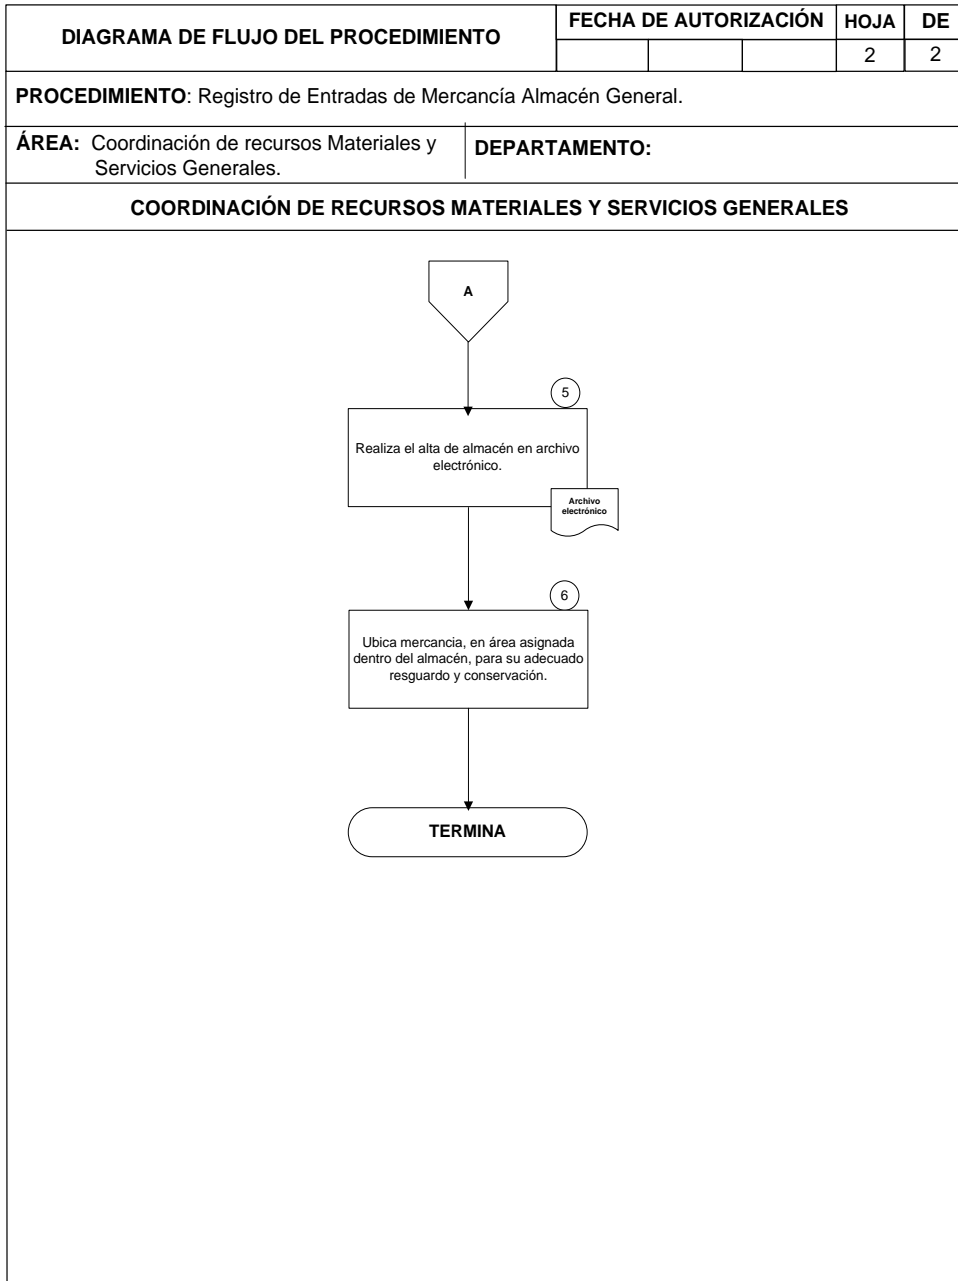 DIAGRAMA DE FLUJO DEL PROCEDIMIENTO
FECHA DE AUTORIZACIÓN
HOJA
DE
2
2
PROCEDIMIENTO: Registro de Entradas de Mercancía Almacén General.
ÁREA: Coordinación de recursos Materiales y
Servicios Generales.
DEPARTAMENTO:
COORDINACIÓN DE RECURSOS MATERIALES Y SERVICIOS GENERALES
A
5
Realiza el alta de almacén en archivo
electrónico.
Archivo
electrónico
6
Ubica mercancia, en área asignada
dentro del almacén, para su adecuado
resguardo y conservación.
TERMINA